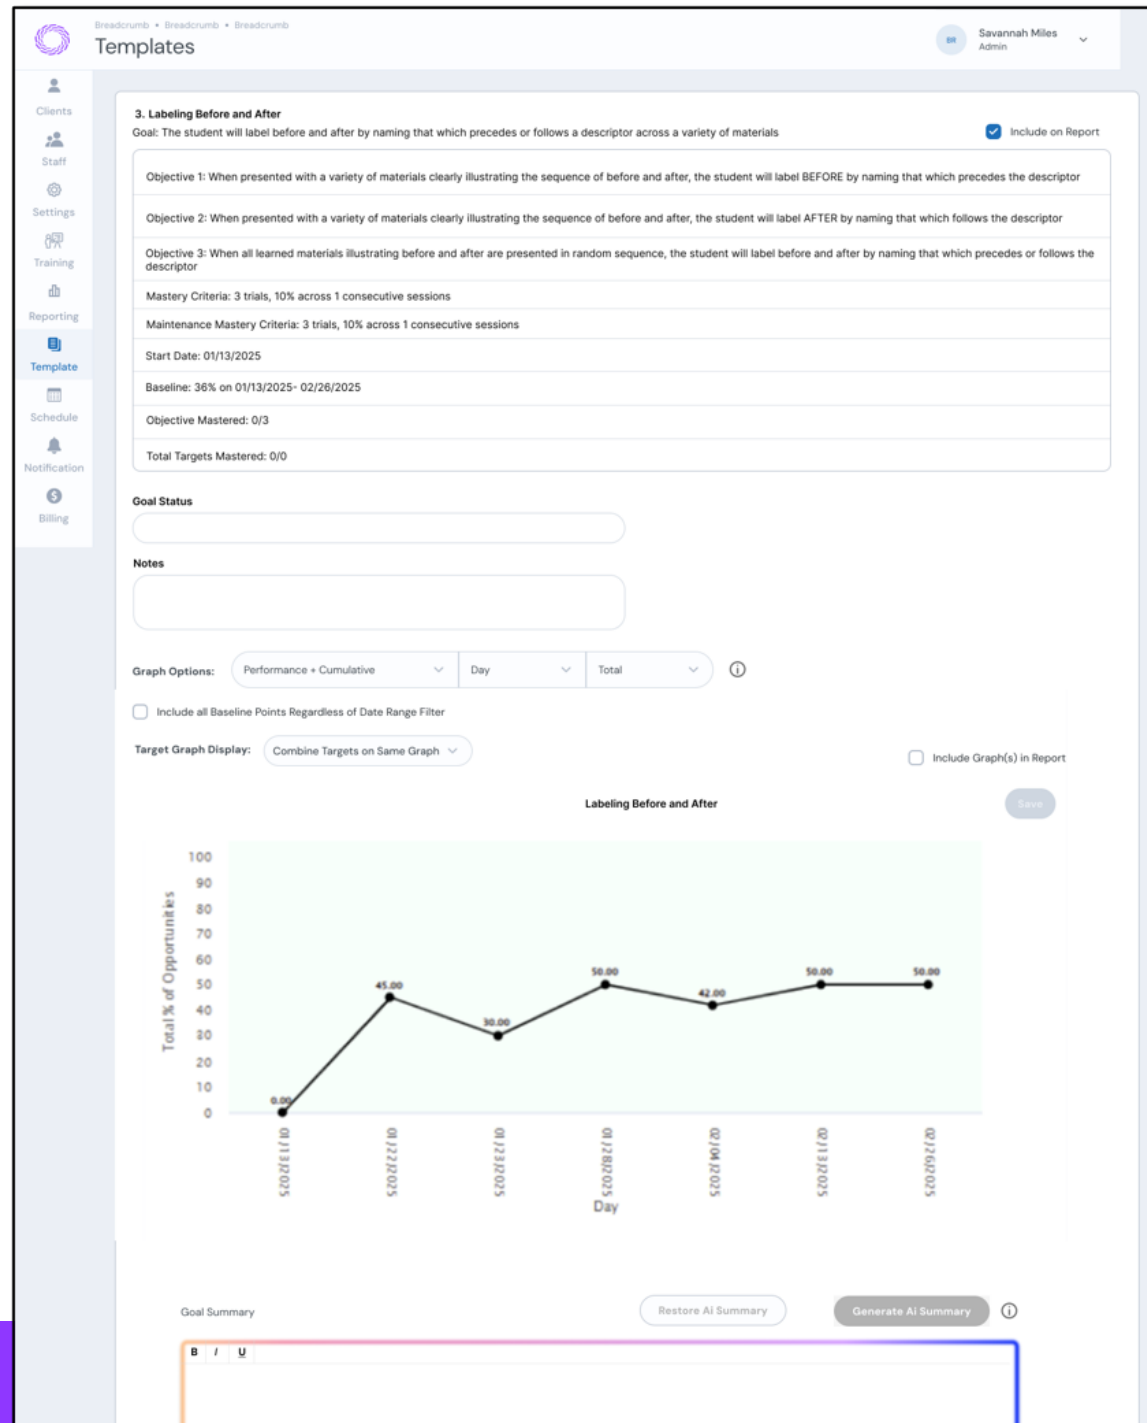 Breadcrumb • Breadcrumb • Breadcrumb
Templates
BR
Savannah Miles
Admin
Clients
Staff
Settings
Training
Reporting
Template
Schedule
Notification
Billing
3. Labeling Before and After
Goal: The student will label before and after by naming that which precedes or follows a descriptor across a variety of materials
Include on Report
Objective 1: When presented with a variety of materials clearly illustrating the sequence of before and after, the student will label BEFORE by naming that which precedes the descriptor
Objective 2: When presented with a variety of materials clearly illustrating the sequence of before and after, the student will label AFTER by naming that which follows the descriptor
Objective 3: When all learned materials illustrating before and after are presented in random sequence, the student will label before and after by naming that which precedes or follows the
descriptor
Mastery Criteria: 3 trials, 10% across 1 consecutive sessions
Maintenance Mastery Criteria: 3 trials, 10% across 1 consecutive sessions
Start Date: 01/13/2025
Baseline: 36% on 01/13/2025- 02/26/2025
Objective Mastered: 0/3
Total Targets Mastered: 0/0
Goal Status
Notes
Graph Options:
Performance + Cumulative
Day
Total
Include all Baseline Points Regardless of Date Range Filter
Target Graph Display:
Combine Targets on Same Graph
Include Graph(s) in Report
Labeling Before and After
Save
Total % of Opportunities
100
90
80
70
60
50
40
30
20
10
0
0.00
45.00
30.00
50.00
42.00
50.00
50.00
01/13/2025
01/22/2025
01/23/2025
01/28/2025
02/04/2025
02/13/2025
02/26/2025
Day
Goal Summary
Restore Ai Summary
Generate Ai Summary
B I U